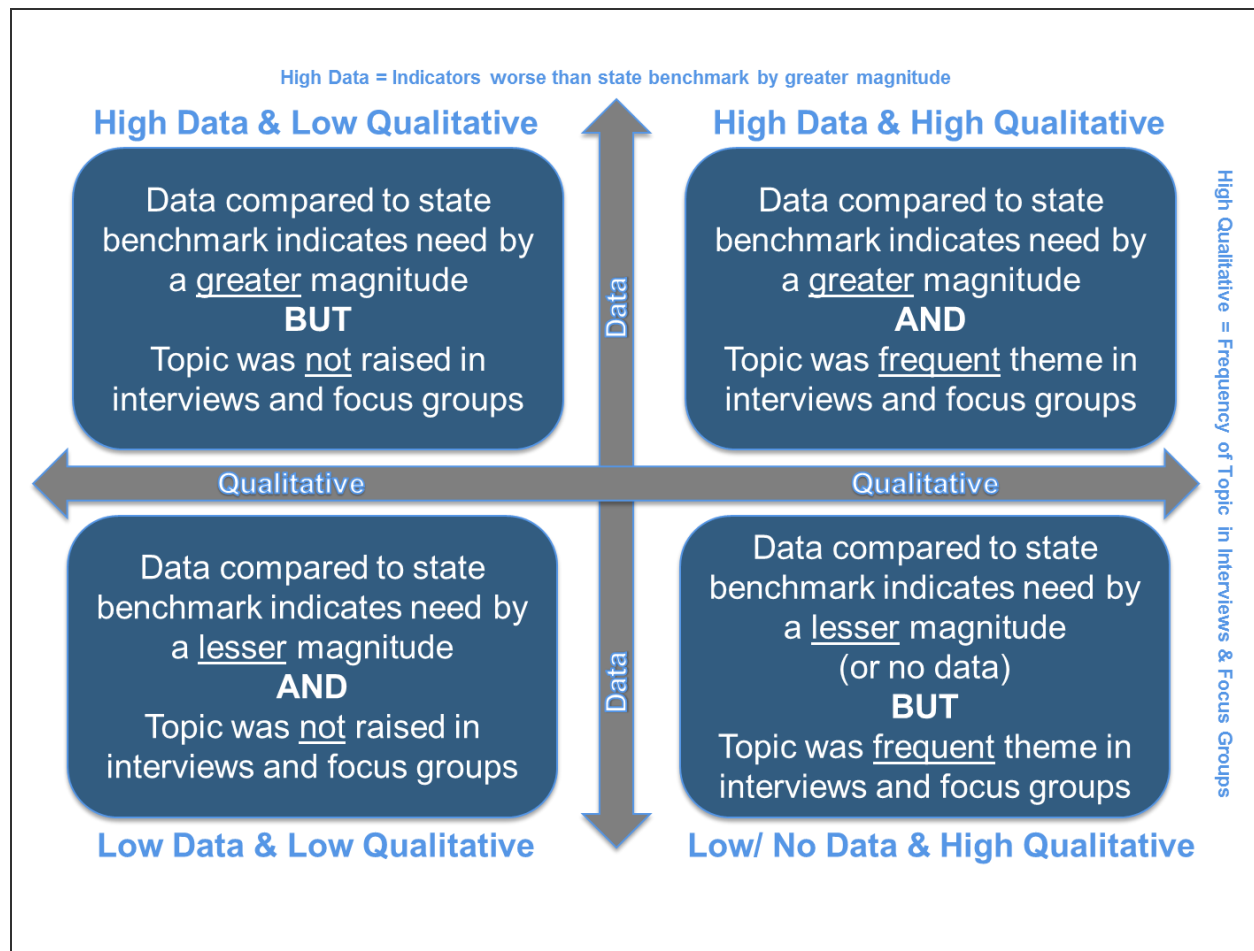 High Data = Indicators worse than state benchmark by greater magnitude
High Data & Low Qualitative
Data compared to state
benchmark indicates need by
a greater magnitude
BUT
Topic was not raised in
interviews and focus groups
High Data & High Qualitative
Data compared to state
benchmark indicates need by
a greater magnitude
AND
Topic was frequent theme in
interviews and focus groups
High Qualitative = Frequency of Topic in Interviews & Focus Groups
Data
Qualitative
Qualitative
Data
Data compared to state
benchmark indicates need by
a lesser magnitude
AND
Topic was not raised in
interviews and focus groups
Low Data & Low Qualitative
Data compared to state
benchmark indicates need by
a lesser magnitude
(or no data)
BUT
Topic was frequent theme in
interviews and focus groups
Low/ No Data & High Qualitative